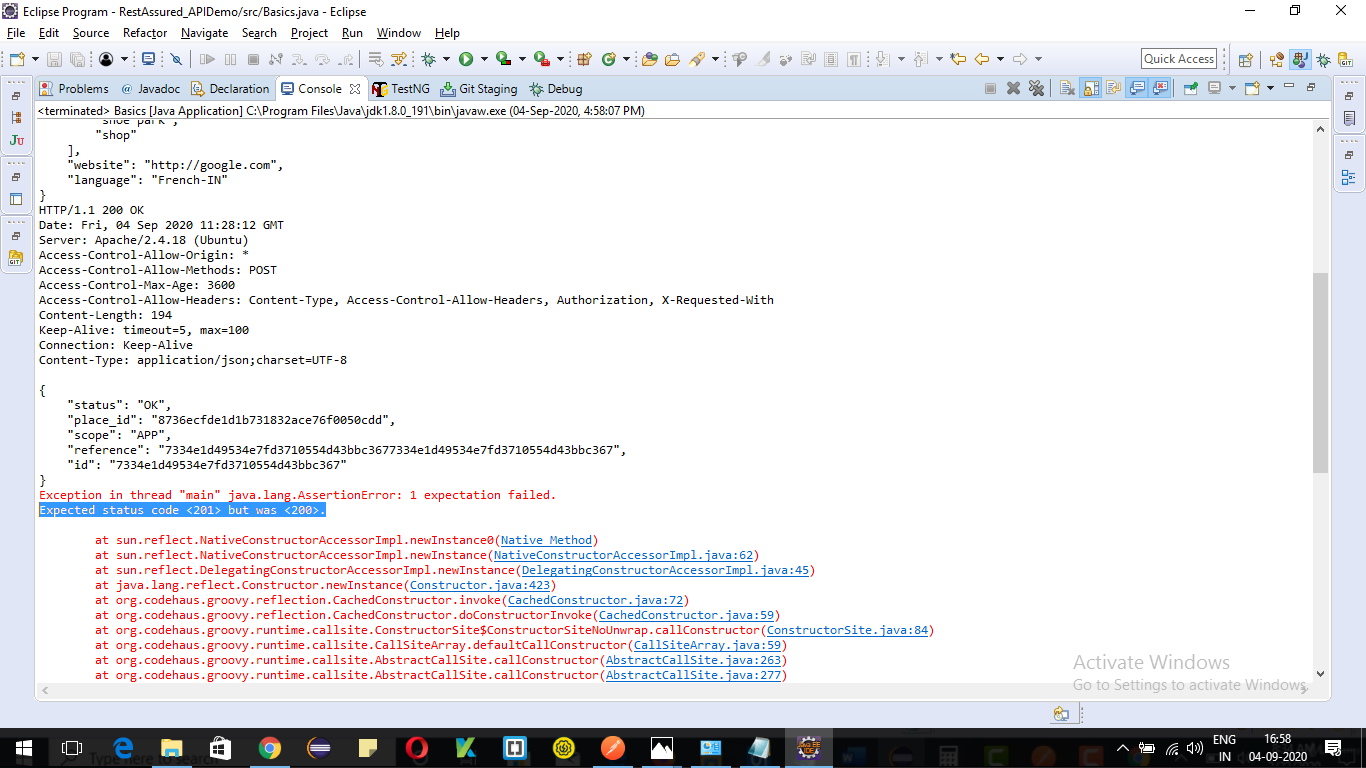 Eclipse Program - RestAssured_APIDemo/src/Basics.java - Eclipse
File Edit Source Refactor Navigate Search Project Run Window Help
Quick Access
Problems @ Javadoc Declaration Console TestNG Git Staging Debug
<terminated> Basics [Java Application] C:\Program Files\Java\jdk1.8.0_191\bin\javaw.exe (04-Sep-2020, 4:58:07 PM)
"shoe park",
"shop"
],
"website": "http://google.com",
"language": "French-IN"
}
HTTP/1.1 200 OK
Date: Fri, 04 Sep 2020 11:28:12 GMT
Server: Apache/2.4.18 (Ubuntu)
Access-Control-Allow-Origin: *
Access-Control-Allow-Methods: POST
Access-Control-Max-Age: 3600
Access-Control-Allow-Headers: Content-Type, Access-Control-Allow-Headers, Authorization, X-Requested-With
Content-Length: 194
Keep-Alive: timeout=5, max=100
Connection: Keep-Alive
Content-Type: application/json;charset=UTF-8
{
"status": "OK",
"place_id": "8736ecfde1d1b731832ace76f0050cdd",
"scope": "APP",
"reference": "7334e1d49534e7fd3710554d43bbc3677334e1d49534e7fd3710554d43bbc367",
"id": "7334e1d49534e7fd3710554d43bbc367"
}
Exception in thread "main" java.lang.AssertionError: 1 expectation failed.
Expected status code <201> but was <200>.
at sun.reflect.NativeConstructorAccessorImpl.newInstance0(Native Method)
at sun.reflect.NativeConstructorAccessorImpl.newInstance(NativeConstructorAccessorImpl.java:62)
at sun.reflect.DelegatingConstructorAccessorImpl.newInstance(DelegatingConstructorAccessorImpl.java:45)
at java.lang.reflect.Constructor.newInstance(Constructor.java:423)
at org.codehaus.groovy.reflection.CachedConstructor.invoke(CachedConstructor.java:72)
at org.codehaus.groovy.reflection.CachedConstructor.doConstructorInvoke(CachedConstructor.java:59)
at org.codehaus.groovy.runtime.callsite.ConstructorSite$ConstructorSiteNoUnwrap.callConstructor(ConstructorSite.java:84)
at org.codehaus.groovy.runtime.callsite.CallSiteArray.defaultCallConstructor(CallSiteArray.java:59)
at org.codehaus.groovy.runtime.callsite.AbstractCallSite.callConstructor(AbstractCallSite.java:263)
at org.codehaus.groovy.runtime.callsite.AbstractCallSite.callConstructor(AbstractCallSite.java:277)
Activate Windows
Go to Settings to activate Windows.
ENG 16:58
IN 04-09-2020